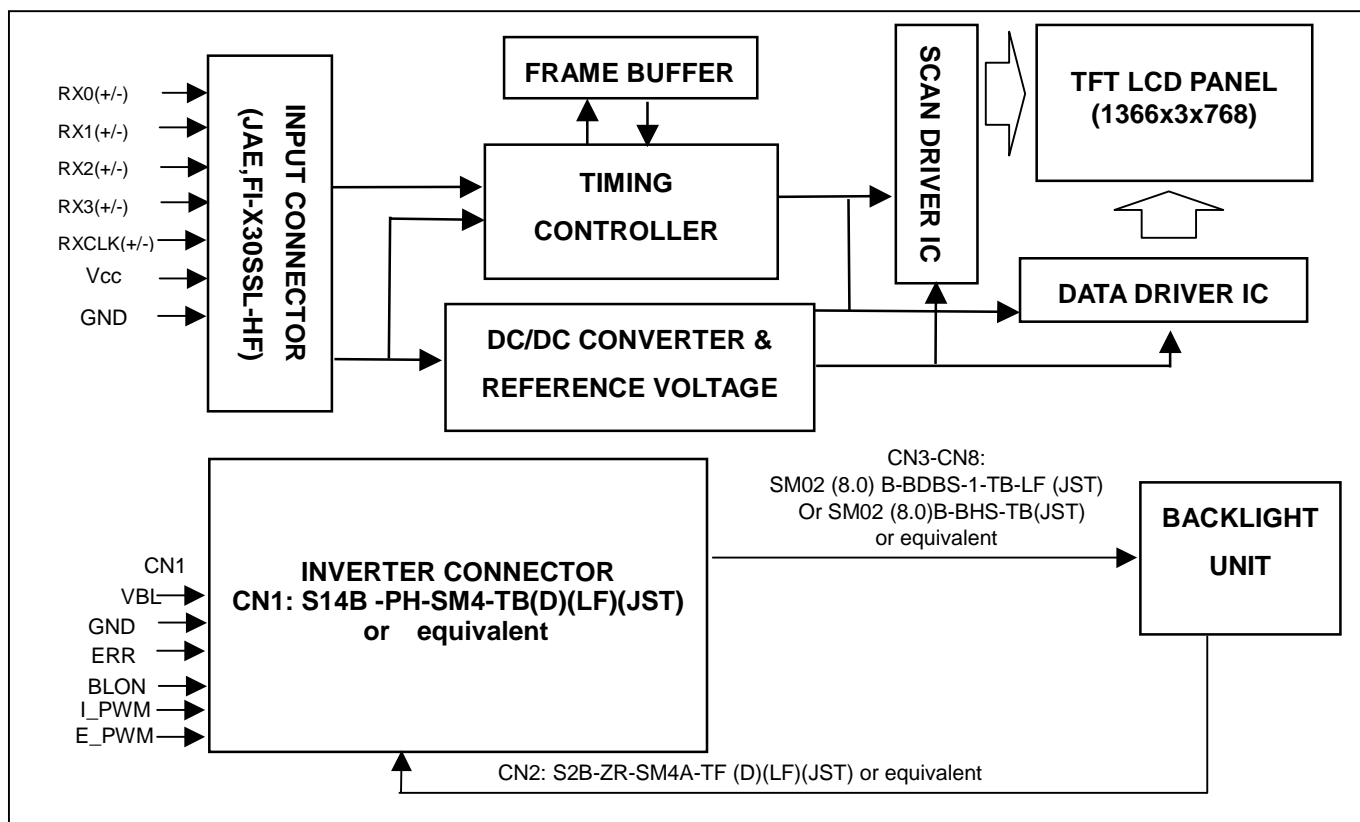 RX0(+/-)
RX1(+/-)
RX2(+/-)
RX3(+/-)
RXCLK(+/-)
Vcc
GND
INPUT CONNECTOR
(JAE,FI-X30SSL-HF)
FRAME BUFFER
TIMING
CONTROLLER
SCAN DRIVER IC
TFT LCD PANEL
(1366x3x768)
DATA DRIVER IC
DC/DC CONVERTER &
REFERENCE VOLTAGE
CN1
VBL
GND
ERR
BLON
I_PWM
E_PWM
INVERTER CONNECTOR
CN1: S14B -PH-SM4-TB(D)(LF)(JST)
or equivalent
CN3-CN8:
SM02 (8.0) B-BDBS-1-TB-LF (JST)
Or SM02 (8.0)B-BHS-TB(JST)
or equivalent
BACKLIGHT
UNIT
CN2: S2B-ZR-SM4A-TF (D)(LF)(JST) or equivalent